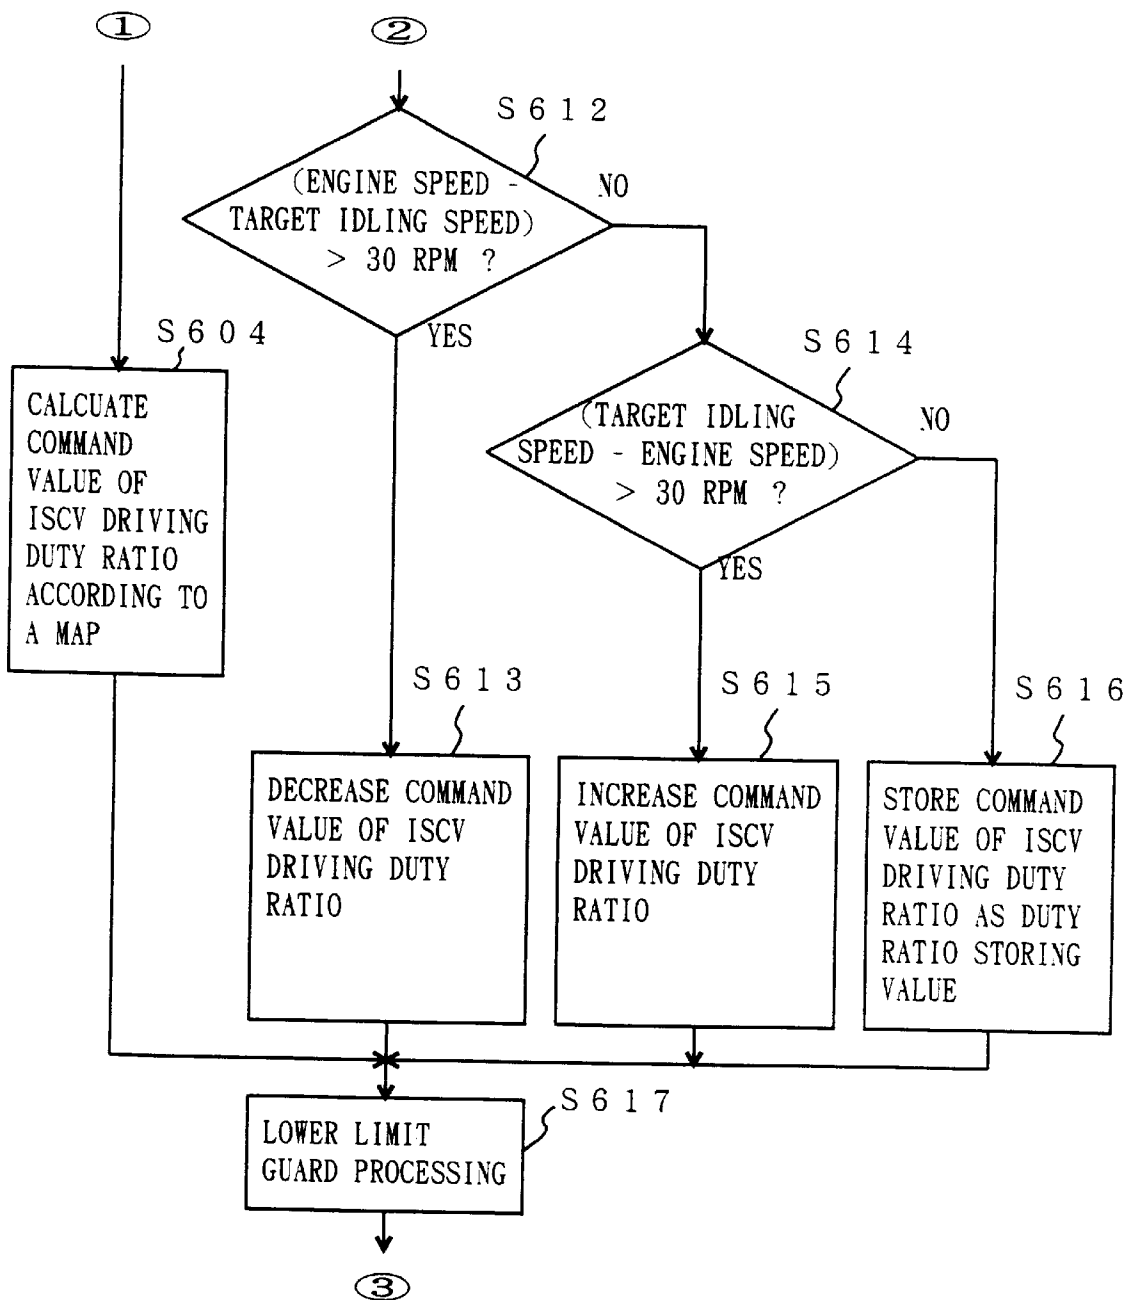 ①
②
S612
(ENGINE SPEED -
TARGET IDLING SPEED)
> 30 RPM ?
NO
YES
S604
CALCUATE
COMMAND
VALUE OF
ISCV DRIVING
DUTY RATIO
ACCORDING TO
A MAP
S614
(TARGET IDLING
SPEED - ENGINE SPEED)
> 30 RPM ?
NO
YES
S613
DECREASE COMMAND
VALUE OF ISCV
DRIVING DUTY
RATIO
S615
INCREASE COMMAND
VALUE OF ISCV
DRIVING DUTY
RATIO
S616
STORE COMMAND
VALUE OF ISCV
DRIVING DUTY
RATIO AS DUTY
RATIO STORING
VALUE
S617
LOWER LIMIT
GUARD PROCESSING
③